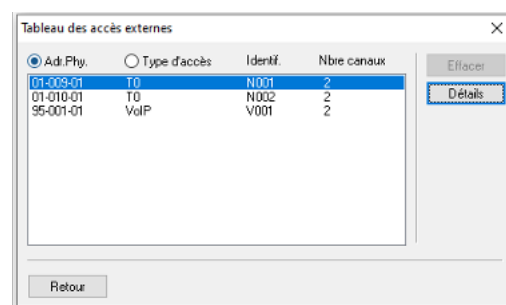 Tableau des accès externes
Adr.Phy. Type d'accès Identif. Nbre canaux
Effacer
01-009-01 T0 N001 2
Détails
01-010-01 T0 N002 2
95-001-01 VoIP V001 2
Retour